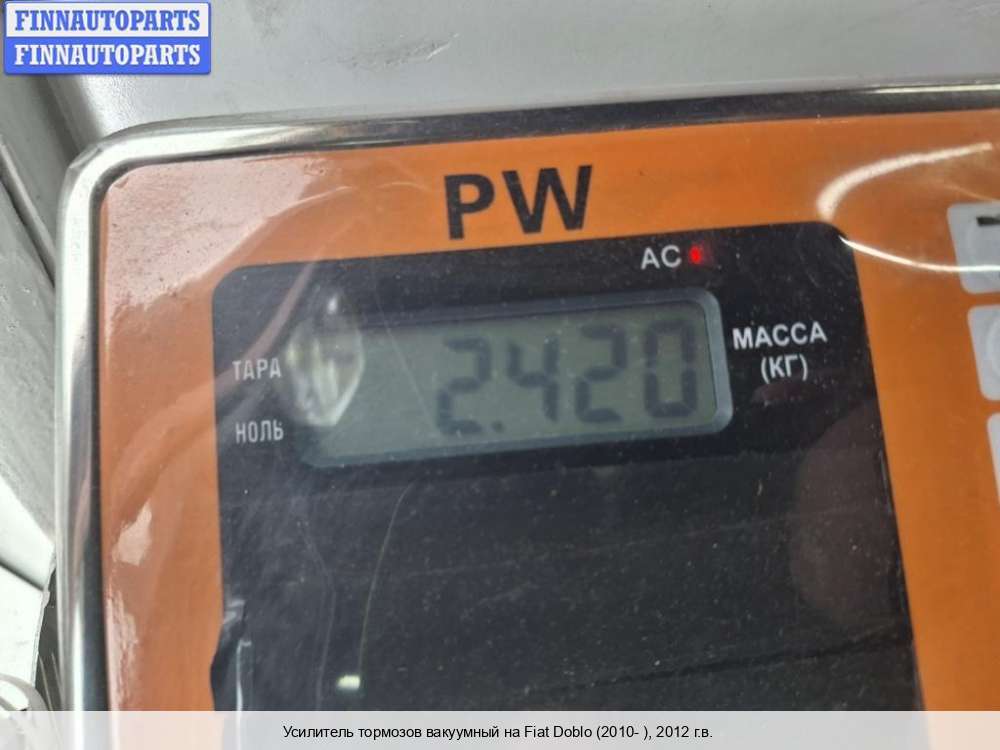 FINNAUTOPARTS
FINNAUTOPARTS
PW
AC
2.420
МАССА
(КГ)
ТАРА
НОЛЬ
Усилитель тормозов вакуумный на Fiat Doblo (2010- ), 2012 г.в.